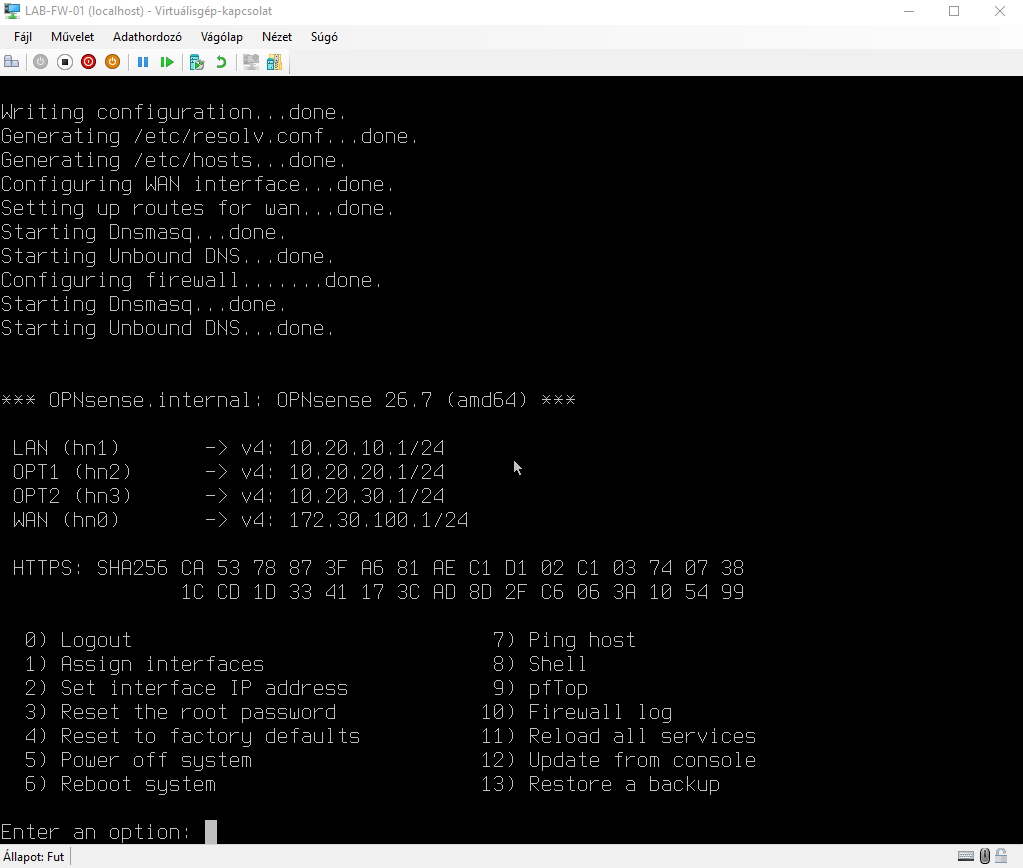 LAB-FW-01 (localhost) - Virtuálisgép-kapcsolat
Fájl Művelet Adathordozó Vágólap Nézet Súgó
Writing configuration...done.
Generating /etc/resolv.conf...done.
Generating /etc/hosts...done.
Configuring WAN interface...done.
Setting up routes for wan...done.
Starting Dnsmasq...done.
Starting Unbound DNS...done.
Configuring firewall.......done.
Starting Dnsmasq...done.
Starting Unbound DNS...done.
*** OPNsense.internal: OPNsense 26.7 (amd64) ***
LAN (hn1) -> v4: 10.20.10.1/24
OPT1 (hn2) -> v4: 10.20.20.1/24
OPT2 (hn3) -> v4: 10.20.30.1/24
WAN (hn0) -> v4: 172.30.100.1/24
HTTPS: SHA256 CA 53 78 87 3F A6 81 AE C1 D1 02 C1 03 74 07 38
1C CD 1D 33 41 17 3C AD 8D 2F C6 06 3A 10 54 99
0) Logout 7) Ping host
1) Assign interfaces 8) Shell
2) Set interface IP address 9) pfTop
3) Reset the root password 10) Firewall log
4) Reset to factory defaults 11) Reload all services
5) Power off system 12) Update from console
6) Reboot system 13) Restore a backup
Enter an option:
Állapot: Fut